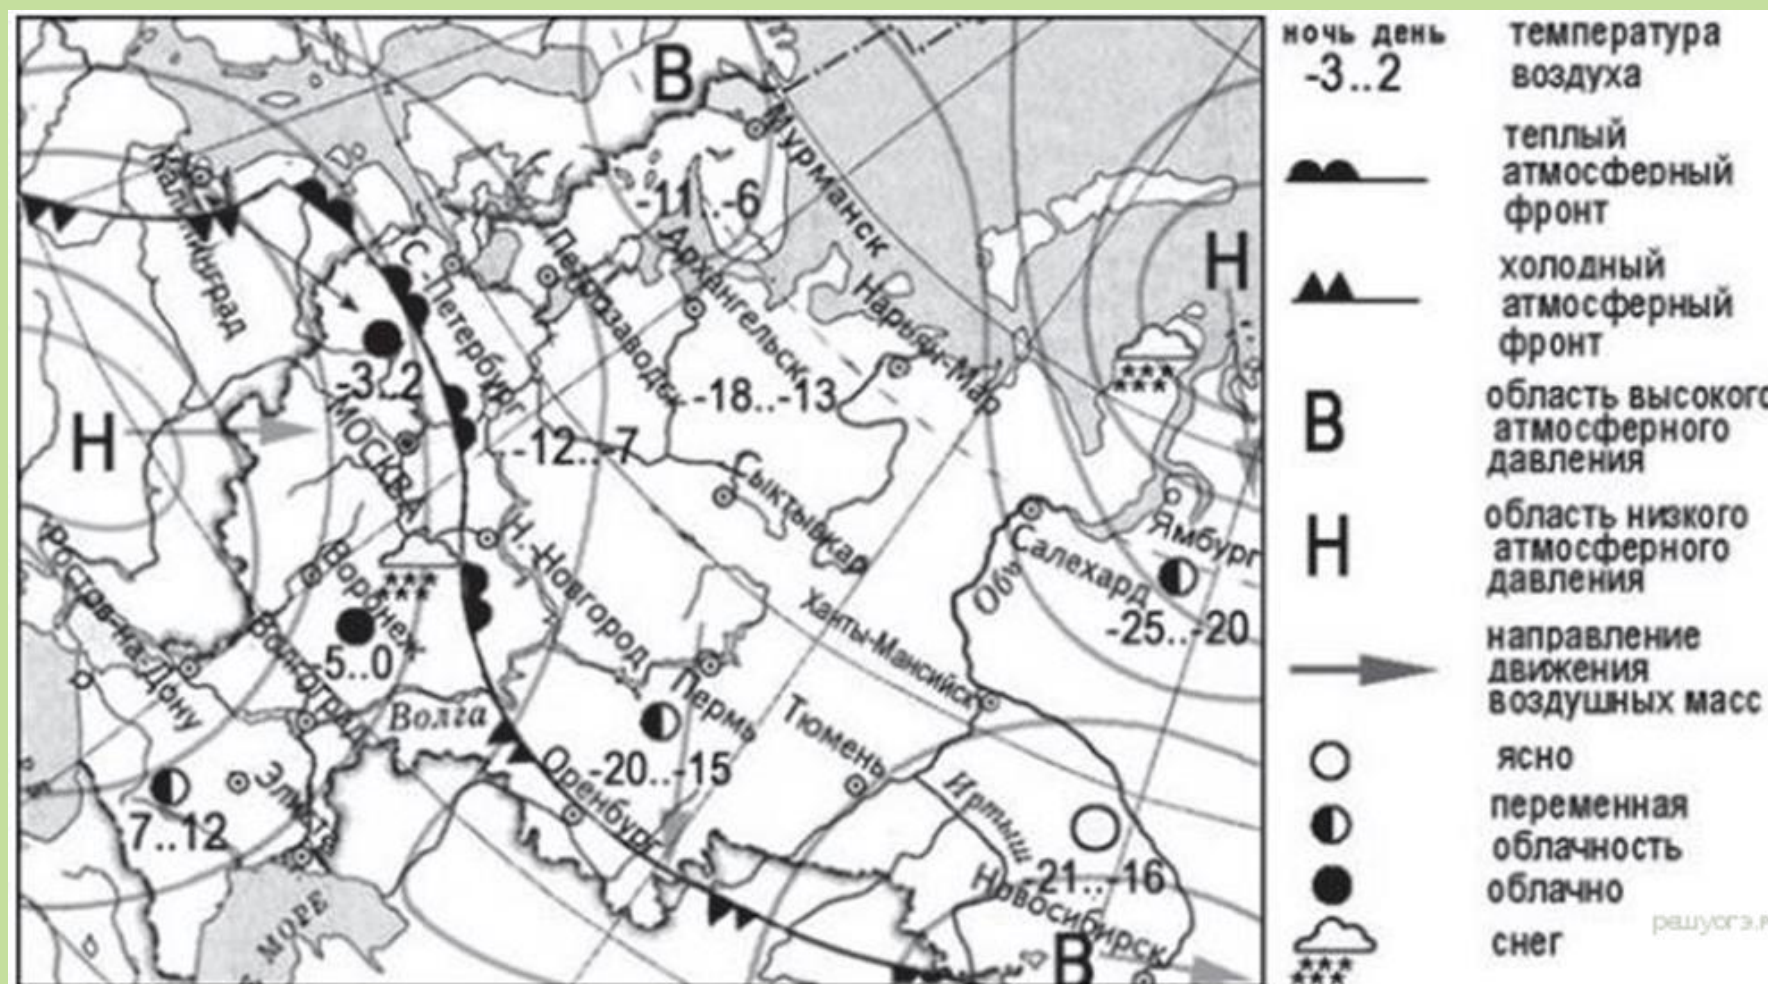 В
Мурманск
-11..-6
Калининград
С.-Петербург
Петрозаводск
Архангельск
Нарьян-Мар
Н
-3..2
-18..-13
МОСКВА
Н
-12..-7
Сыктывкар
Ростов-на-Дону
Воронеж
Н.-Новгород
Салехард
Ямбург
Обь
-25..-20
Волгоград
5..0
Ханты-Мансийск
Волга
Пермь
Тюмень
-20..-15
Оренбург
Иртыш
Элиста
7..12
-21..-16
Новосибирск
МОРЕ
В
ночь день
-3..2
температура
воздуха
теплый
атмосферный
фронт
холодный
атмосферный
фронт
В
область высокого
атмосферного
давления
Н
область низкого
атмосферного
давления
направление
движения
воздушных масс
ясно
переменная
облачность
облачно
снег